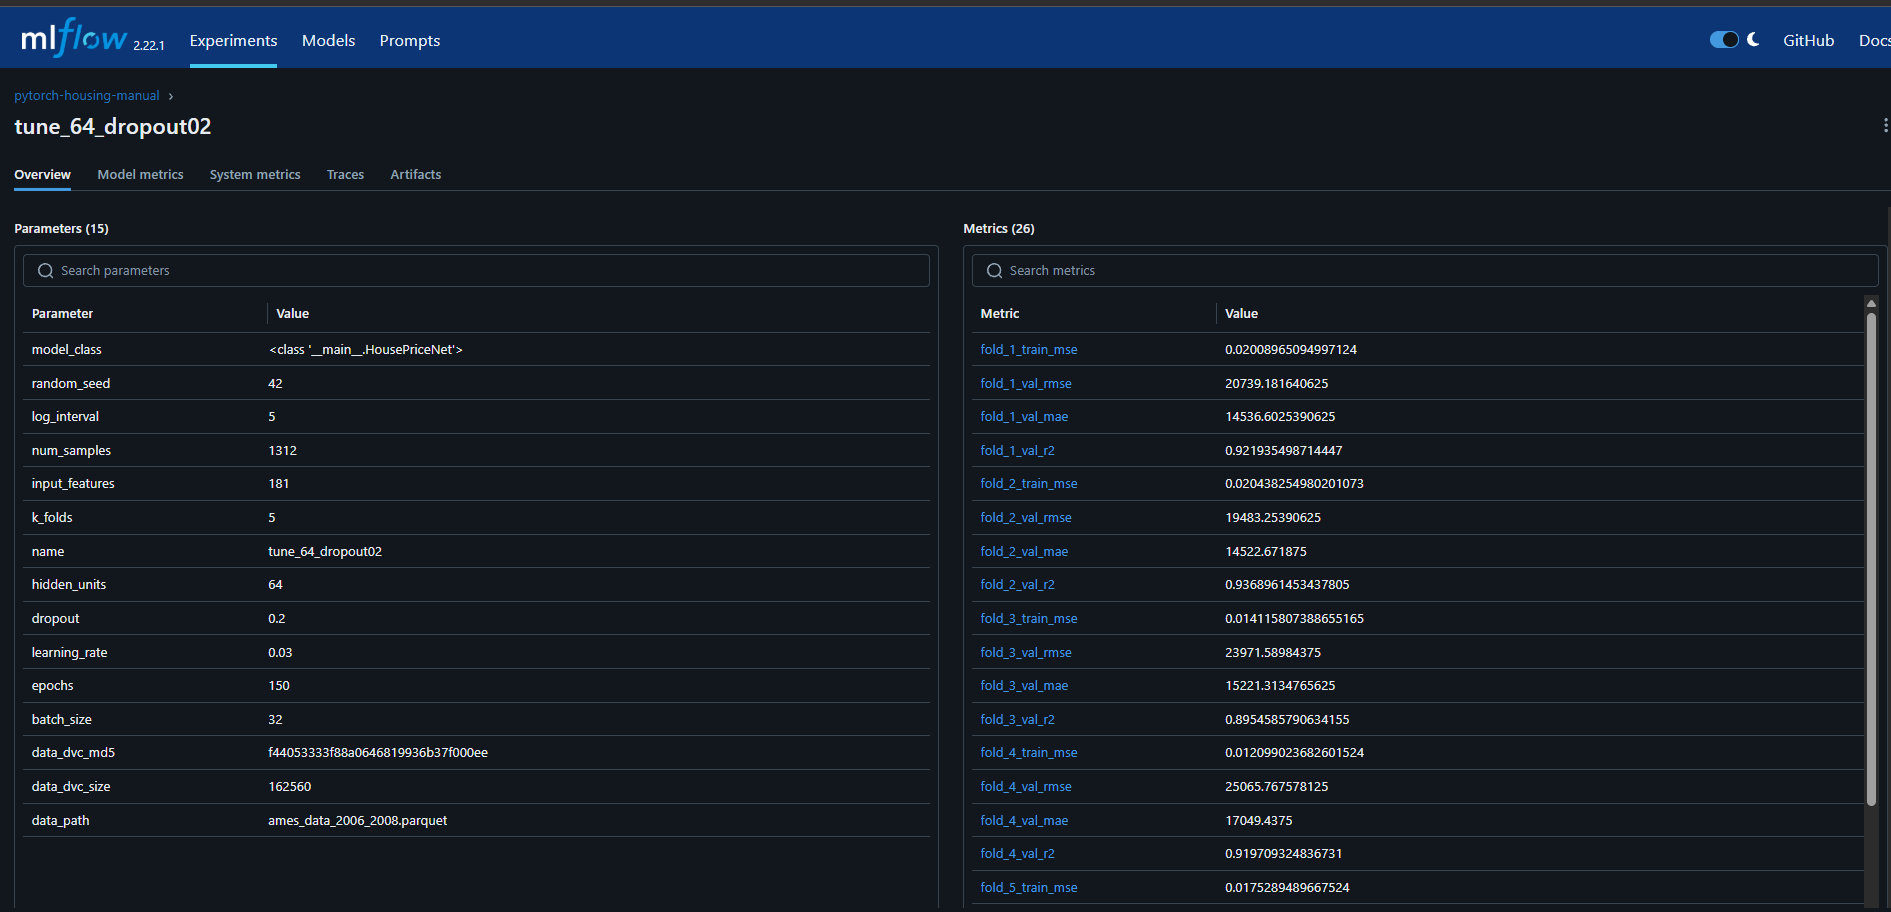 mlflow 2.22.1 Experiments Models Prompts GitHub Docs
pytorch-housing-manual
tune_64_dropout02
Overview Model metrics System metrics Traces Artifacts
Parameters (15)
Search parameters
Parameter Value
model_class <class '__main__.HousePriceNet'>
random_seed 42
log_interval 5
num_samples 1312
input_features 181
k_folds 5
name tune_64_dropout02
hidden_units 64
dropout 0.2
learning_rate 0.03
epochs 150
batch_size 32
data_dvc_md5 f44053333f88a0646819936b37f000ee
data_dvc_size 162560
data_path ames_data_2006_2008.parquet
Metrics (26)
Search metrics
Metric Value
fold_1_train_mse 0.02008965094997124
fold_1_val_rmse 20739.181640625
fold_1_val_mae 14536.6025390625
fold_1_val_r2 0.921935498714447
fold_2_train_mse 0.020438254980201073
fold_2_val_rmse 19483.25390625
fold_2_val_mae 14522.671875
fold_2_val_r2 0.9368961453437805
fold_3_train_mse 0.014115807388655165
fold_3_val_rmse 23971.58984375
fold_3_val_mae 15221.3134765625
fold_3_val_r2 0.8954585790634155
fold_4_train_mse 0.012099023682601524
fold_4_val_rmse 25065.767578125
fold_4_val_mae 17049.4375
fold_4_val_r2 0.919709324836731
fold_5_train_mse 0.0175289489667524